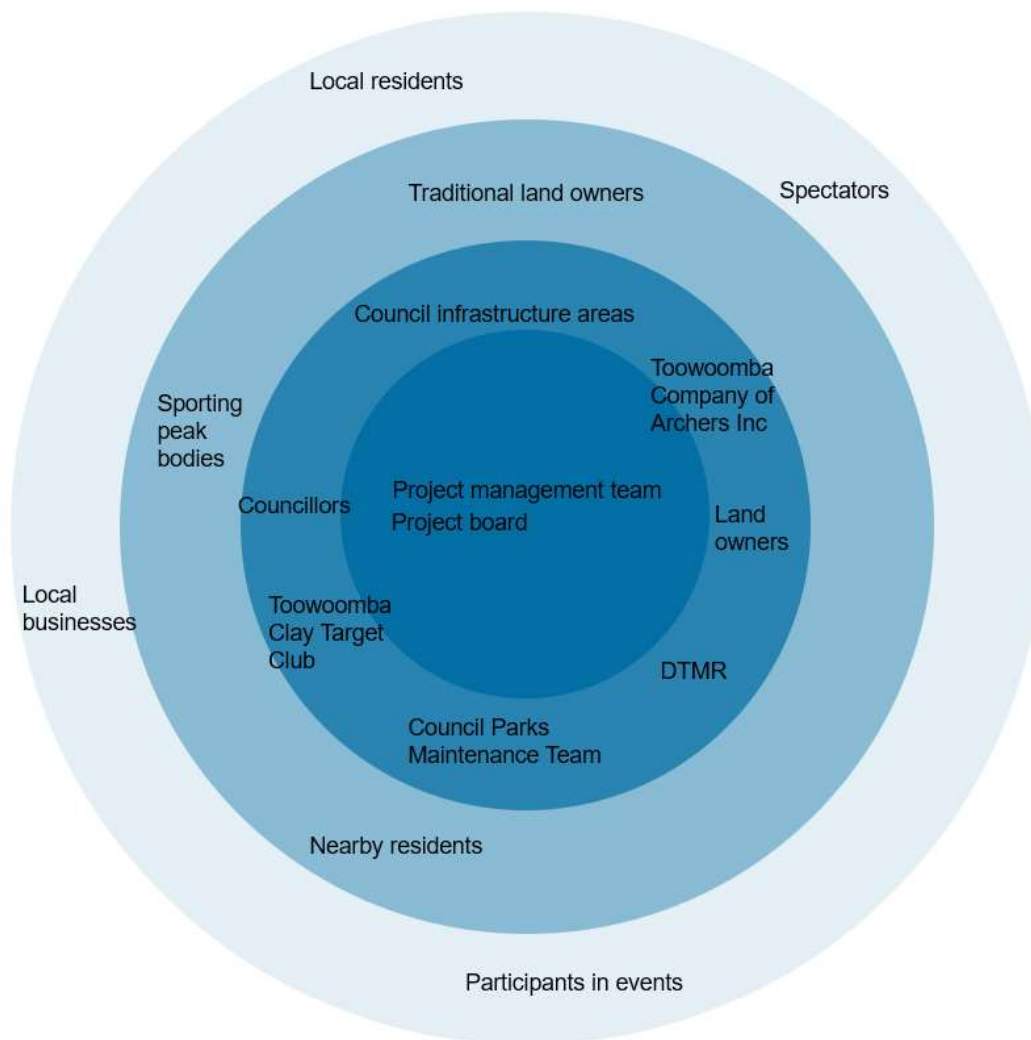 Local residents
Spectators
Traditional land owners
Council infrastructure areas
Toowoomba
Company of
Archers Inc
Sporting
peak
bodies
Councillors
Project management team
Project board
Land
owners
Local
businesses
Toowoomba
Clay Target
Club
DTMR
Council Parks
Maintenance Team
Nearby residents
Participants in events